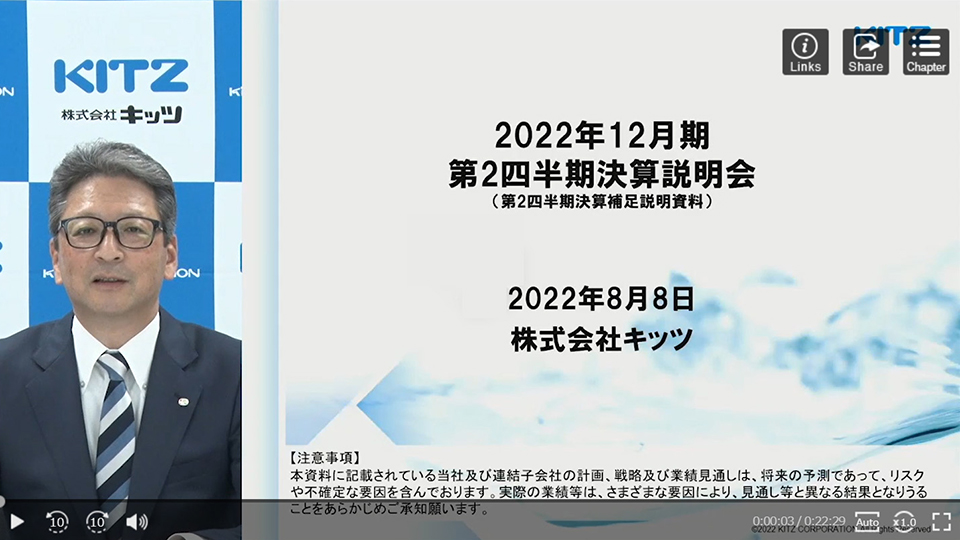 KITZ
株式会社 キッツ
ON
KI
KIT
ION
KITZ
Links
Share
Chapter
2022年12月期
第2四半期決算説明会
（第2四半期決算補足説明資料）
2022年8月8日
株式会社キッツ
【注意事項】
本資料に記載されている当社及び連結子会社の計画、戦略及び業績見通しは、将来の予測であって、リスク
や不確定な要因を含んでおります。実際の業績等は、さまざまな要因により、見通し等と異なる結果となりうる
ことをあらかじめご承知願います。
10
10
0:00:03 / 0:22:29
Auto
x1.0
©2022 KITZ CORPORATION All rights reserved